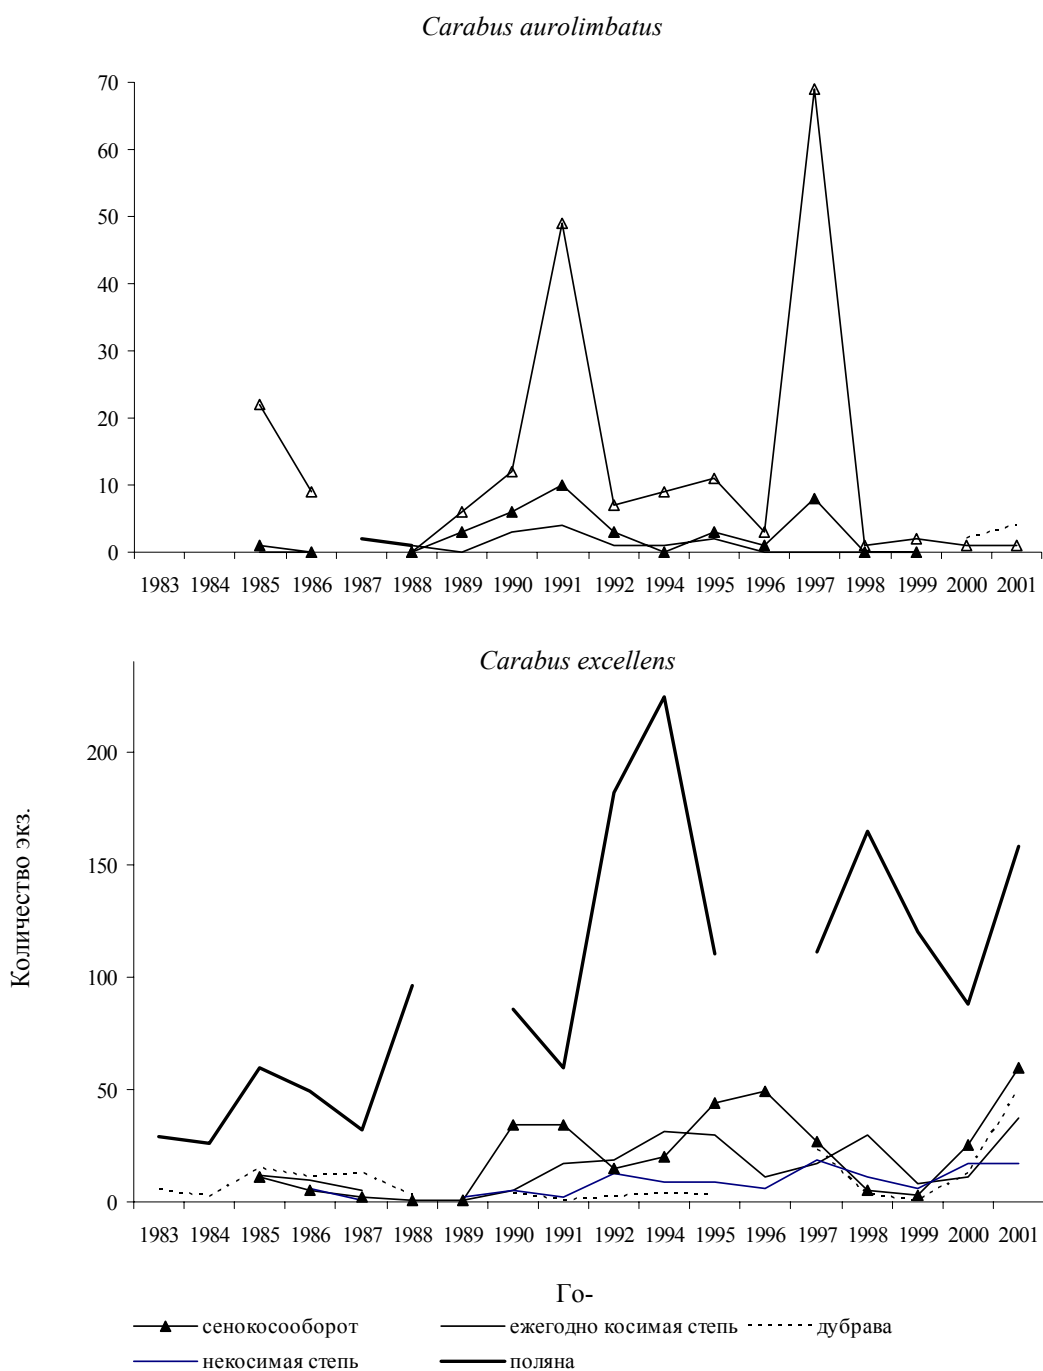 Carabus aurolimbatus
70
60
50
40
30
20
10
0
1983 1984 1985 1986 1987 1988 1989 1990 1991 1992 1994 1995 1996 1997 1998 1999 2000 2001
Carabus excellens
Количество экз.
200
150
100
50
0
1983 1984 1985 1986 1987 1988 1989 1990 1991 1992 1994 1995 1996 1997 1998 1999 2000 2001
Го-
сенокосооборот ежегодно косимая степь дубрава
некосимая степь поляна